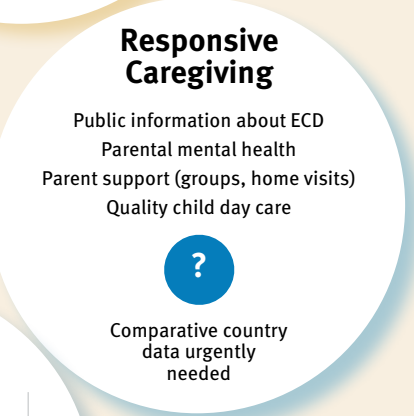 Responsive
Caregiving
Public information about ECD
Parental mental health
Parent support (groups, home visits)
Quality child day care
?
Comparative country
data urgently
needed